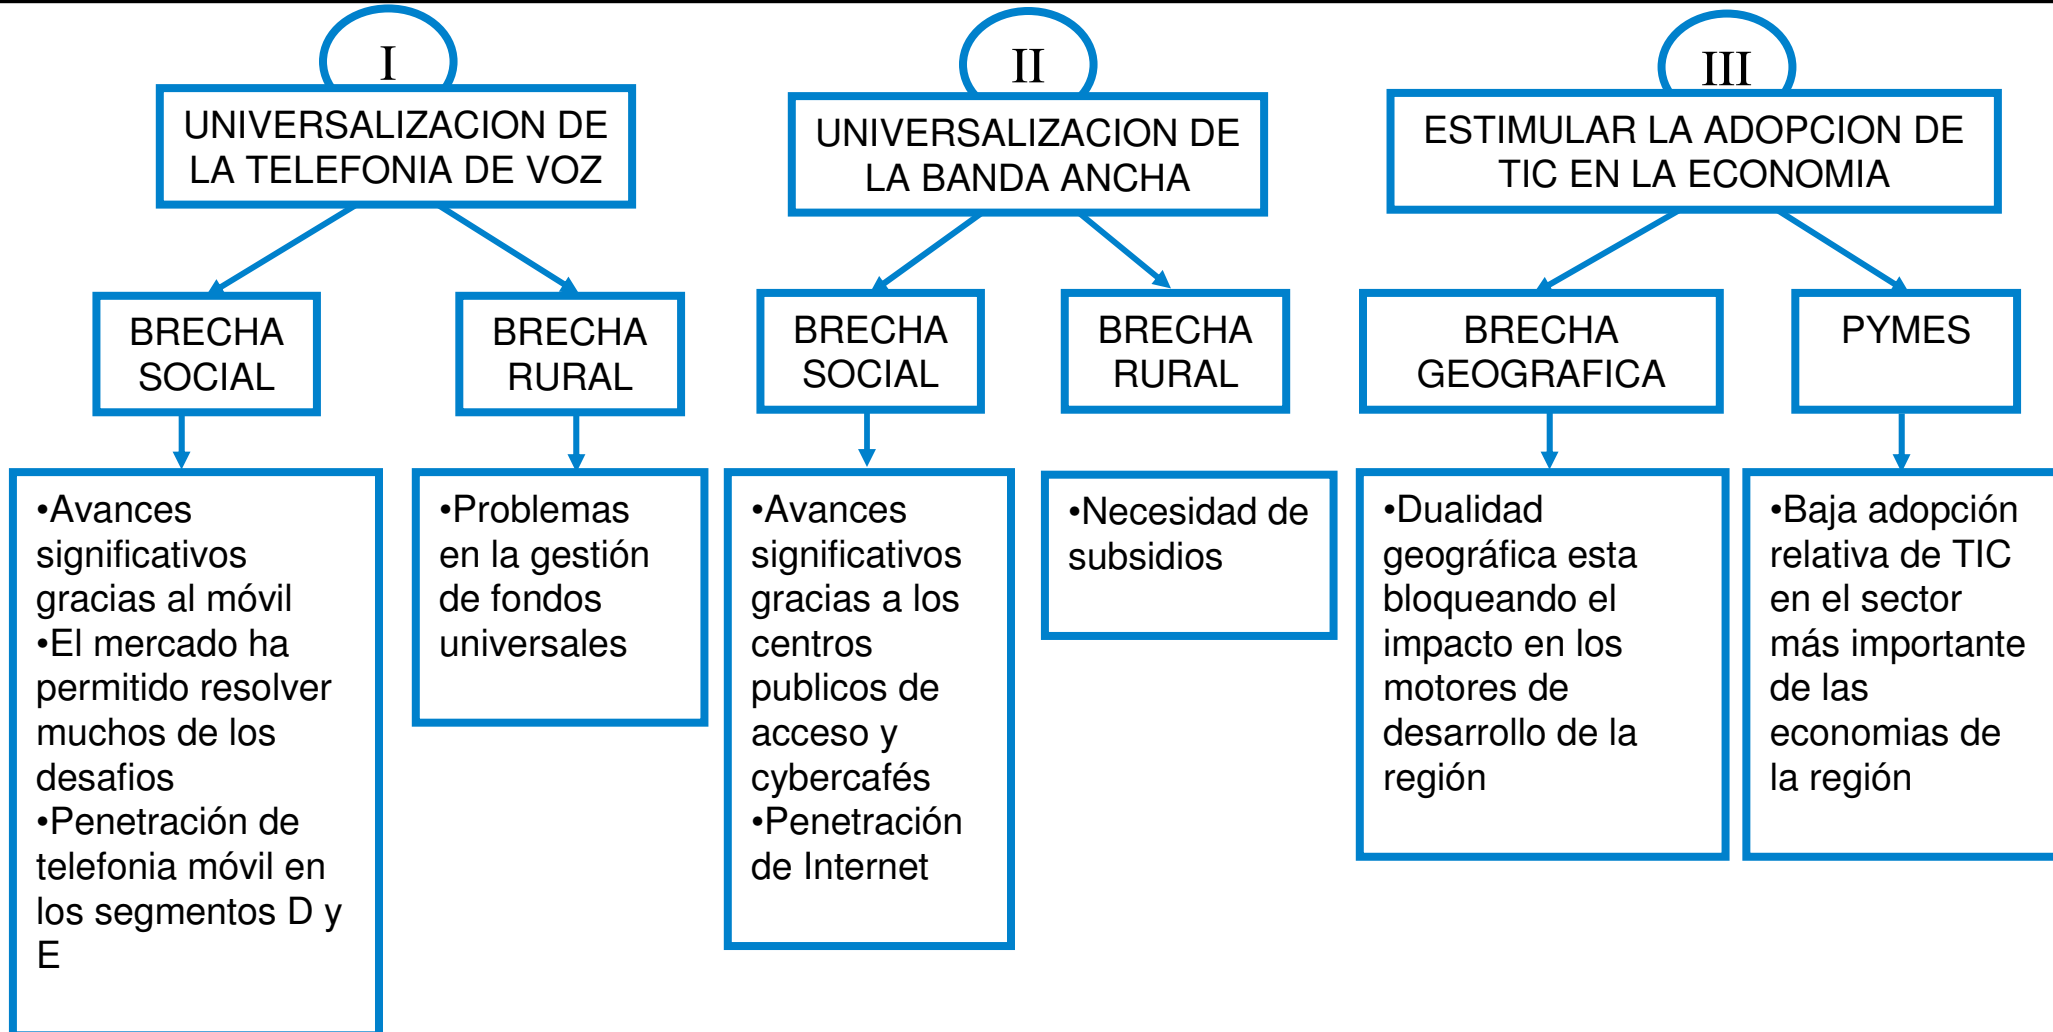 I
UNIVERSALIZACION DE
LA TELEFONIA DE VOZ
BRECHA
SOCIAL
•Avances
significativos
gracias al móvil
•El mercado ha
permitido resolver
muchos de los
desafios
•Penetración de
telefonia móvil en
los segmentos D y
E
BRECHA
RURAL
•Problemas
en la gestión
de fondos
universales
II
UNIVERSALIZACION DE
LA BANDA ANCHA
BRECHA
SOCIAL
•Avances
significativos
gracias a los
centros
publicos de
acceso y
cybercafés
•Penetración
de Internet
BRECHA
RURAL
•Necesidad de
subsidios
III
ESTIMULAR LA ADOPCION DE
TIC EN LA ECONOMIA
BRECHA
GEOGRAFICA
•Dualidad
geográfica esta
bloqueando el
impacto en los
motores de
desarrollo de la
región
PYMES
•Baja adopción
relativa de TIC
en el sector
más importante
de las
economias de
la región